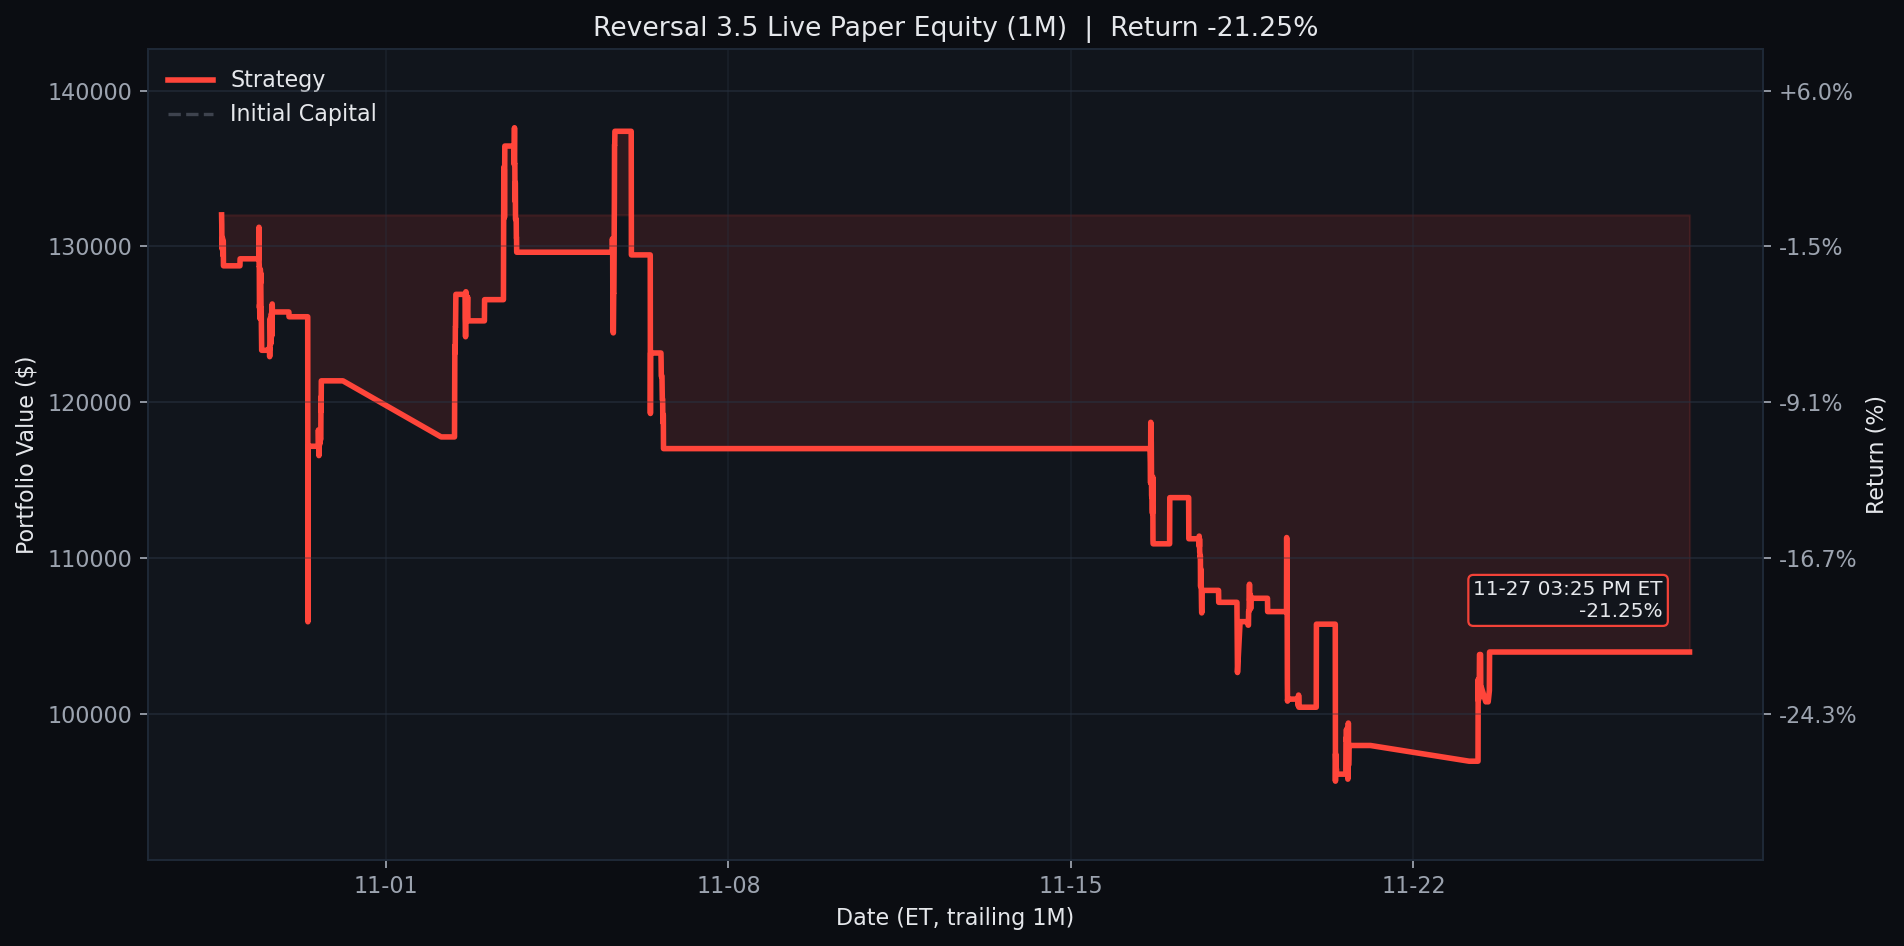 Reversal 3.5 Live Paper Equity (1M)  |  Return -21.25%
Strategy
Initial Capital
140000
130000
120000
110000
100000
Portfolio Value ($)
+6.0%
-1.5%
-9.1%
-16.7%
-24.3%
Return (%)
11-27 03:25 PM ET
-21.25%
11-01
11-08
11-15
11-22
Date (ET, trailing 1M)